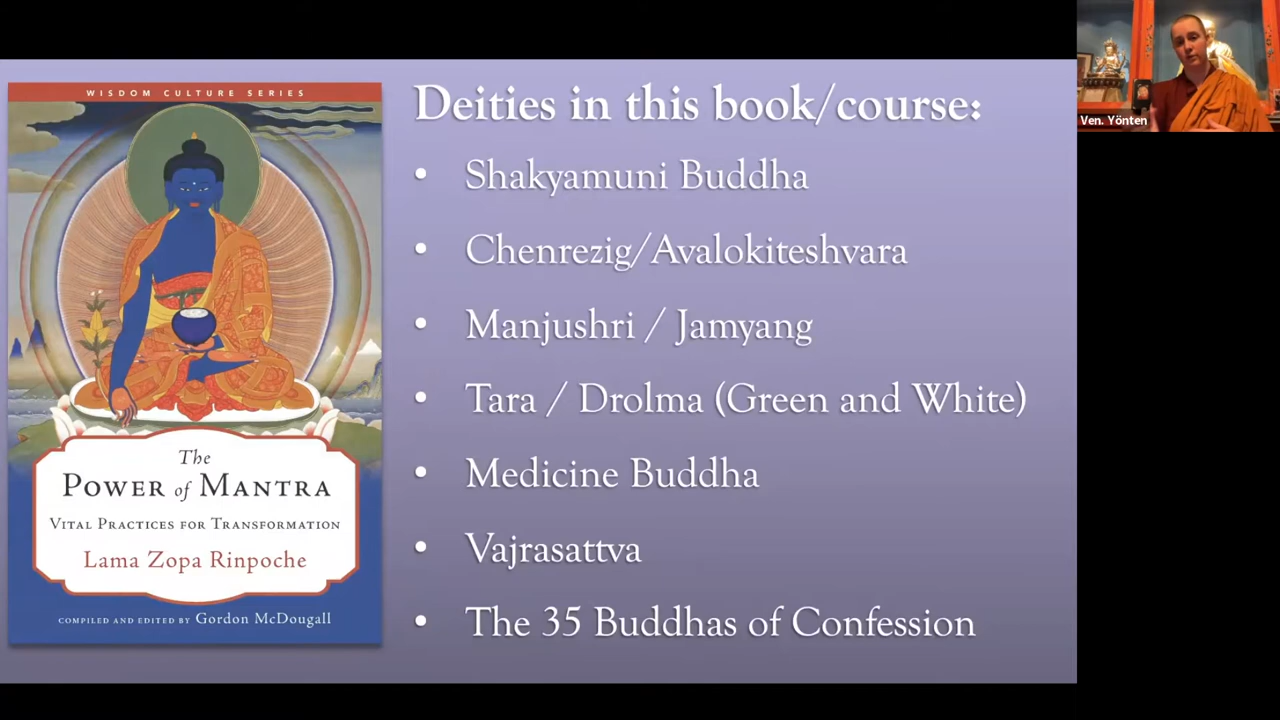 WISDOM CULTURE SERIES
The
POWER of MANTRA
VITAL PRACTICES FOR TRANSFORMATION
Lama Zopa Rinpoche
COMPILED AND EDITED BY Gordon McDougall
Deities in this book/course:
• Shakyamuni Buddha
• Chenrezig/Avalokiteshvara
• Manjushri / Jamyang
• Tara / Drolma (Green and White)
• Medicine Buddha
• Vajrasattva
• The 35 Buddhas of Confession
Ven. Yönten